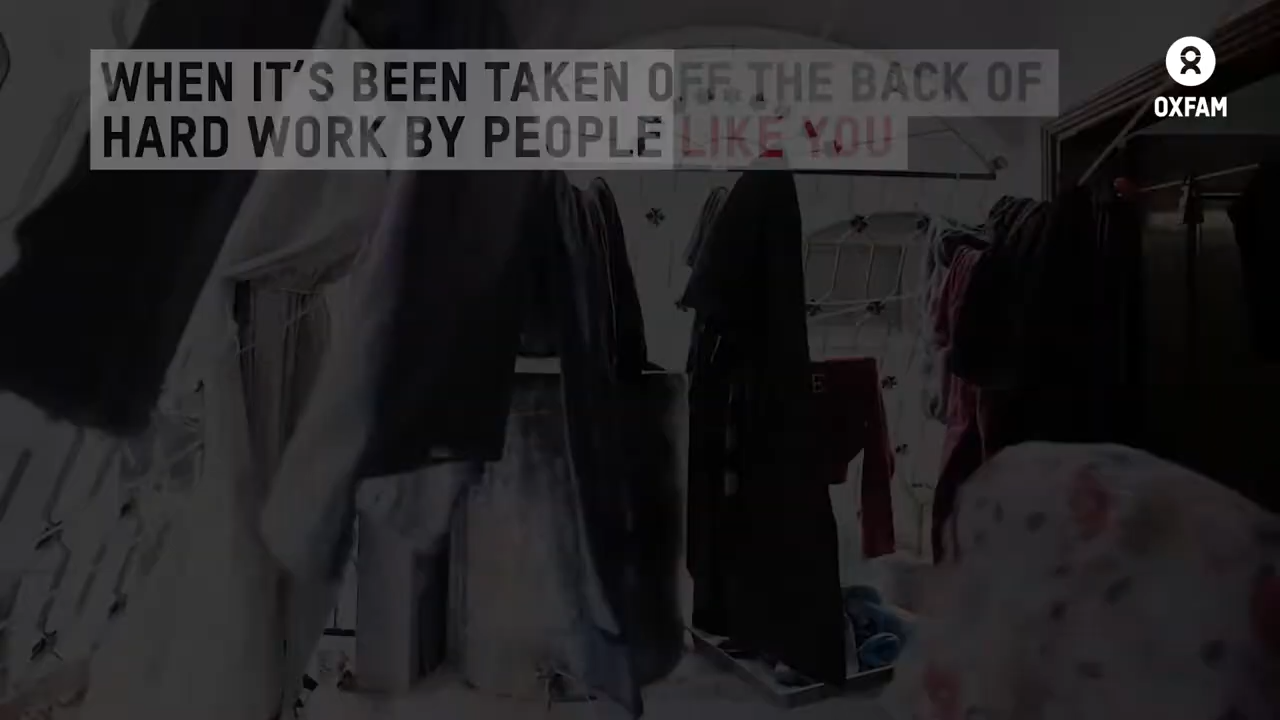 WHEN IT'S BEEN TAKEN OFF THE BACK OF
HARD WORK BY PEOPLE LIKE YOU
OXFAM